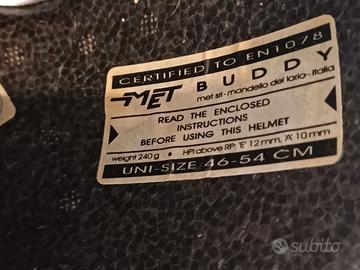 CERTIFIED TO EN1078
MET BUDDY
met srl - mandello del lario - Italia
READ THE ENCLOSED
INSTRUCTIONS
BEFORE USING THIS HELMET
weight 240 g • HPI above RP: 'E' 12 mm, 'A' 10 mm
UNI-SIZE 46-54 CM
subito